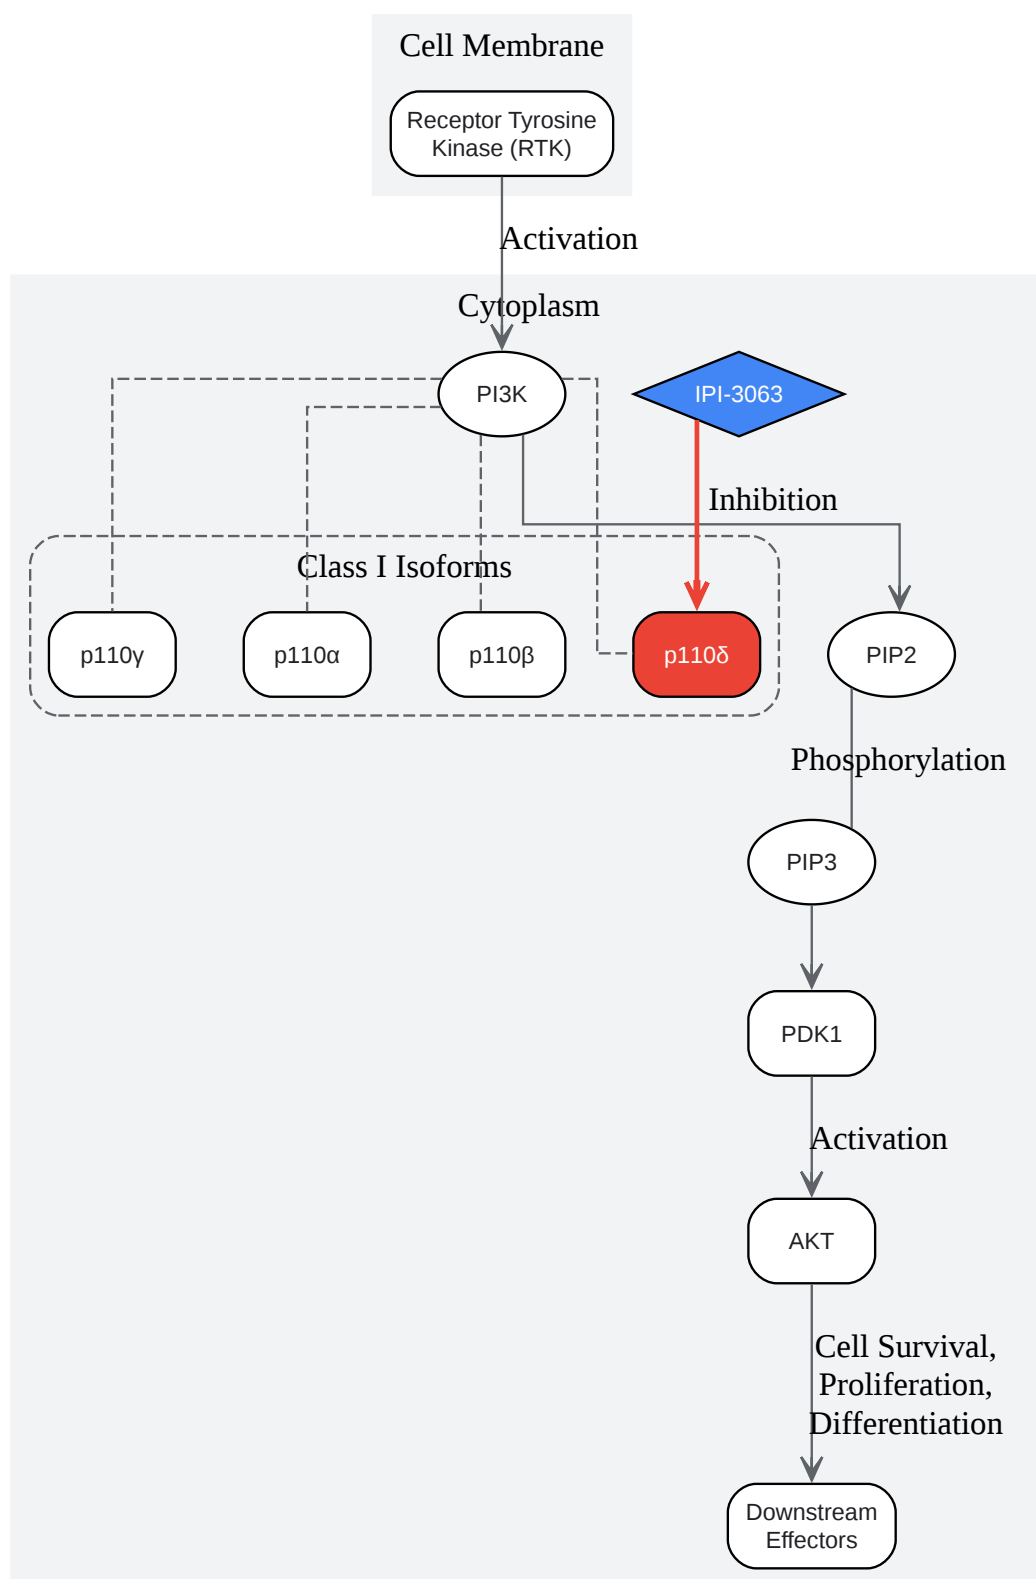 Cell Membrane
Receptor Tyrosine
Kinase (RTK)
Activation
Cytoplasm
PI3K
IPI-3063
Inhibition
Class I Isoforms
p110γ
p110α
p110β
p110δ
PIP2
Phosphorylation
PIP3
PDK1
Activation
AKT
Cell Survival,
Proliferation,
Differentiation
Downstream
Effectors